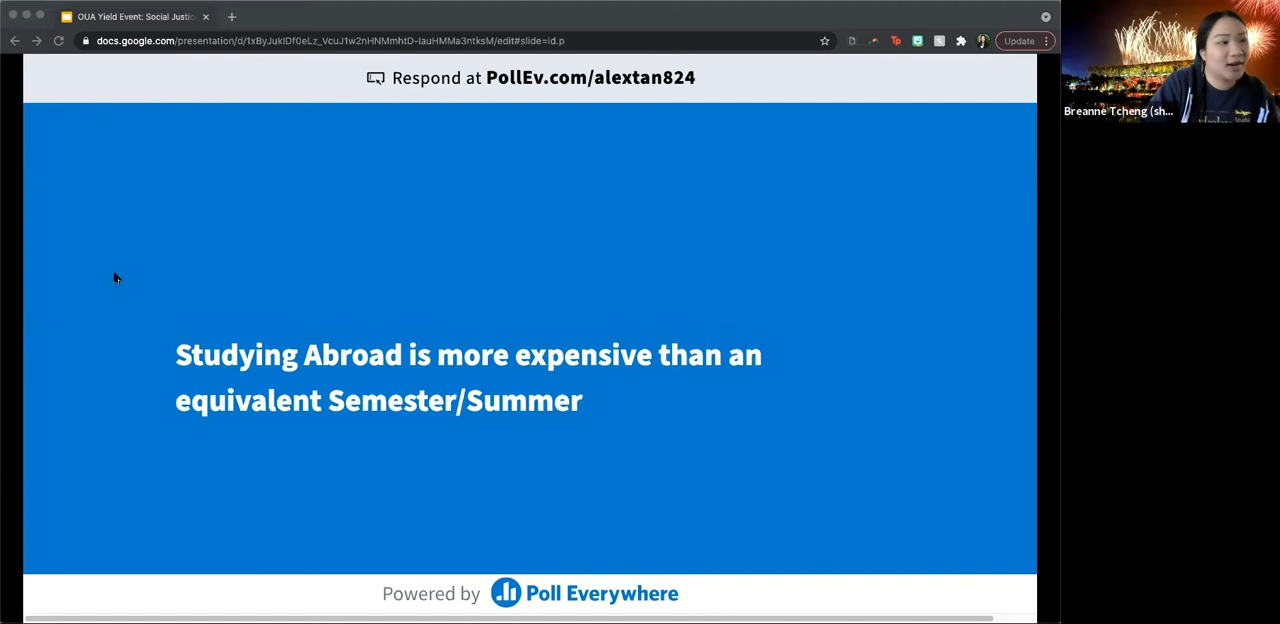 OUA Yield Event: Social Justic
docs.google.com/presentation/d/1xByJukIDf0eLz_VcuJ1w2nHNMmhtD-IauHMMa3ntksM/edit#slide=id.p
Update
Respond at PollEv.com/alextan824
Breanne Tcheng (sh...
Studying Abroad is more expensive than an
equivalent Semester/Summer
Powered by Poll Everywhere